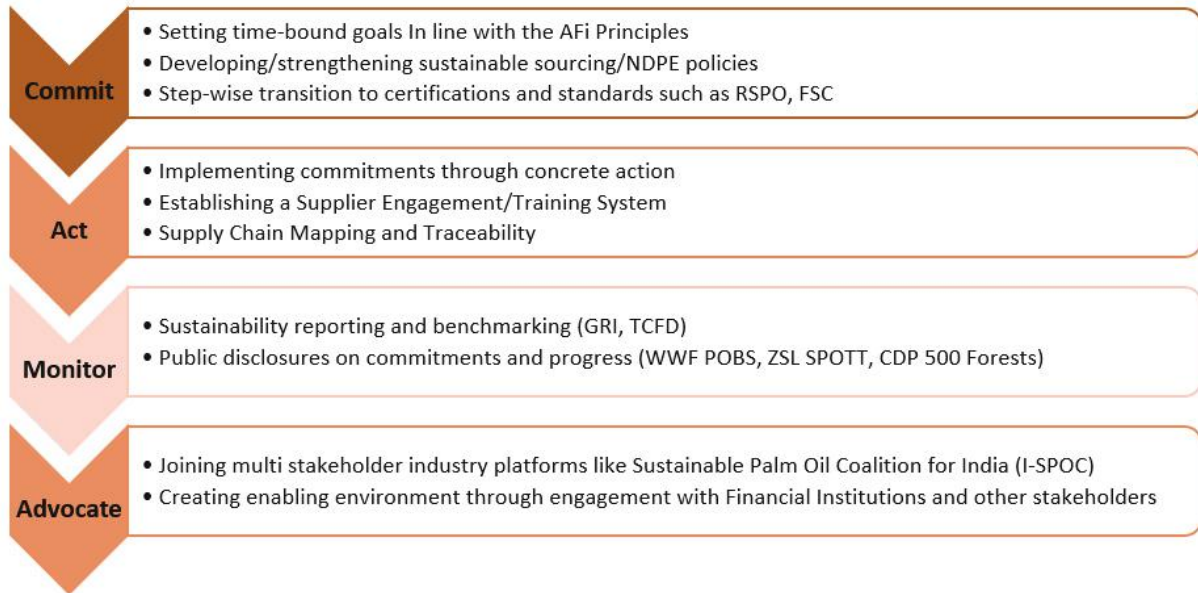 Commit
• Setting time-bound goals In line with the AFi Principles
• Developing/strengthening sustainable sourcing/NDPE policies
• Step-wise transition to certifications and standards such as RSPO, FSC
Act
• Implementing commitments through concrete action
• Establishing a Supplier Engagement/Training System
• Supply Chain Mapping and Traceability
Monitor
• Sustainability reporting and benchmarking (GRI, TCFD)
• Public disclosures on commitments and progress (WWF POBS, ZSL SPOTT, CDP 500 Forests)
Advocate
• Joining multi stakeholder industry platforms like Sustainable Palm Oil Coalition for India (I-SPOC)
• Creating enabling environment through engagement with Financial Institutions and other stakeholders